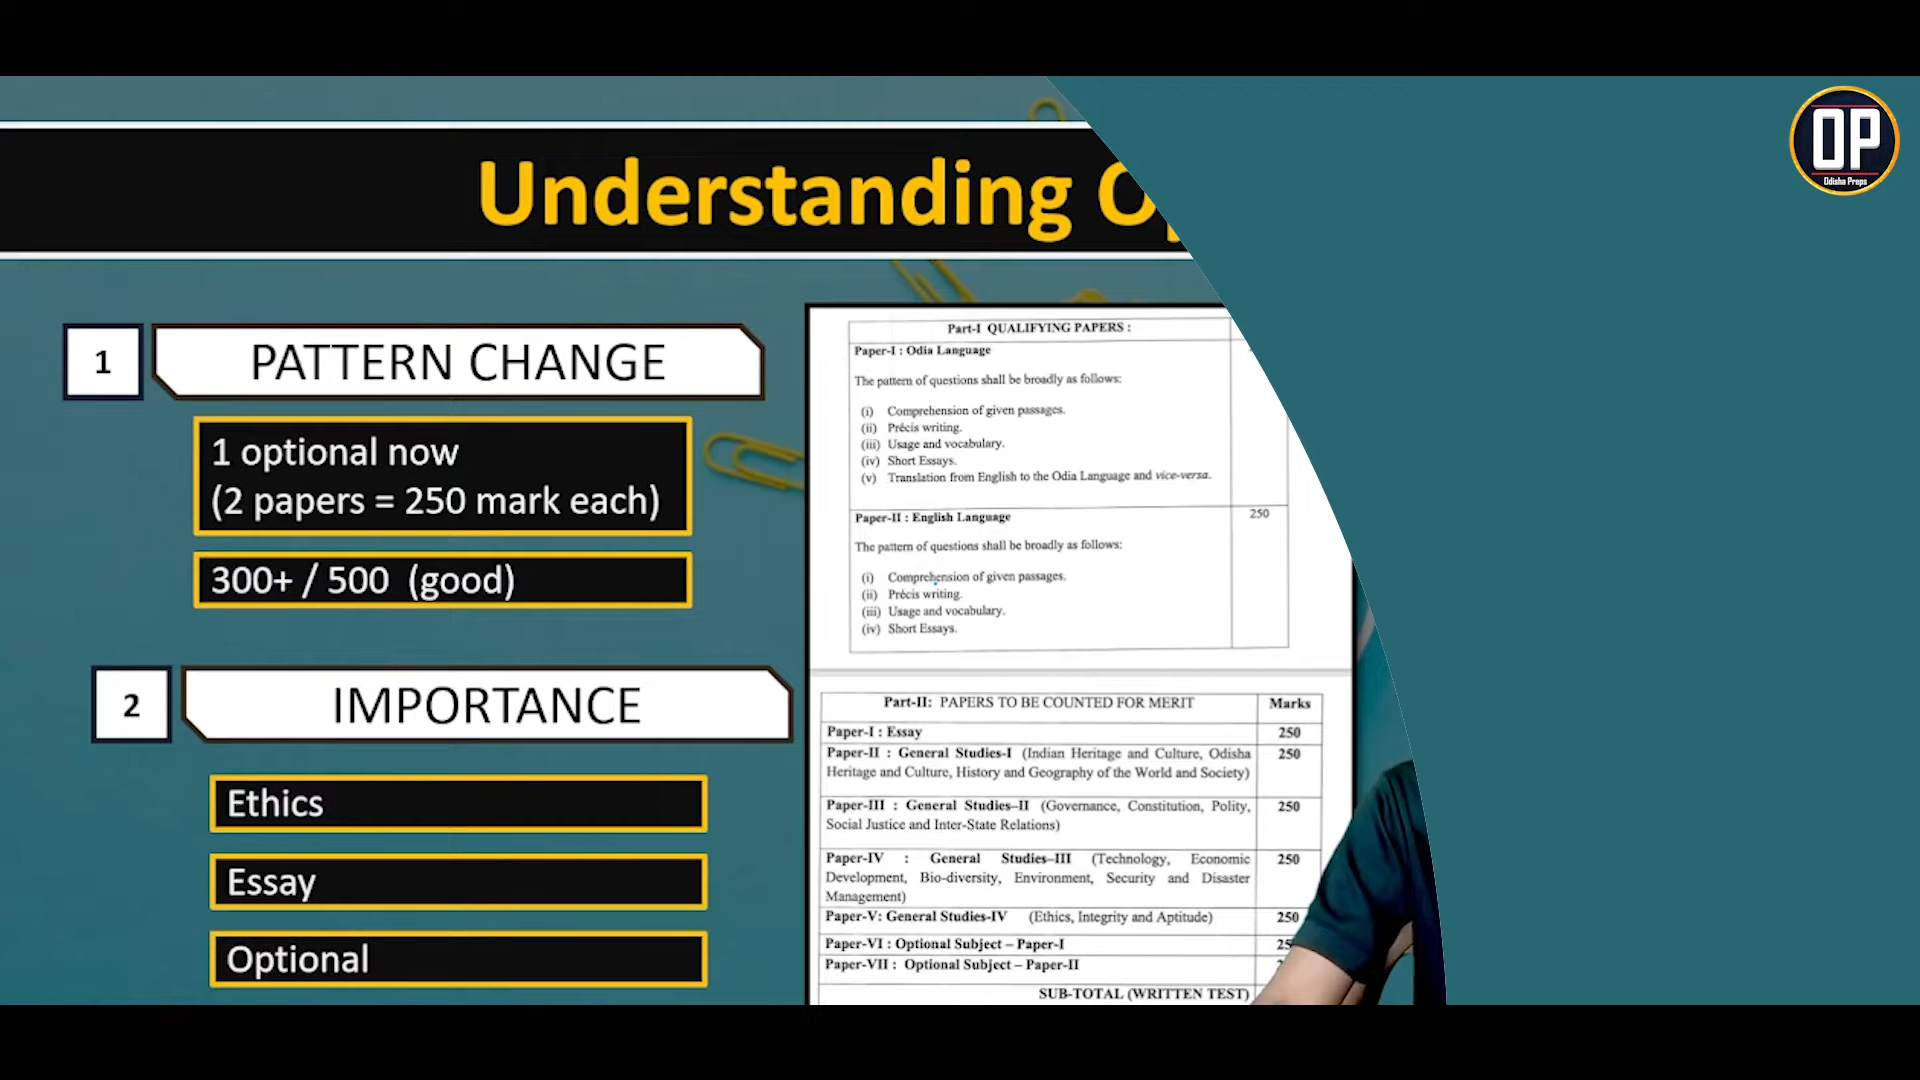 OP
Odisha Preps
Understanding
1
PATTERN CHANGE
1 optional now
(2 papers = 250 mark each)
300+ / 500 (good)
2
IMPORTANCE
Ethics
Essay
Optional
Part-I QUALIFYING PAPERS :
Paper-I : Odia Language
The pattern of questions shall be broadly as follows:
(i) Comprehension of given passages.
(ii) Précis writing.
(iii) Usage and vocabulary.
(iv) Short Essays.
(v) Translation from English to the Odia Language and vice-versa.
Paper-II : English Language 250
The pattern of questions shall be broadly as follows:
(i) Comprehension of given passages.
(ii) Précis writing.
(iii) Usage and vocabulary.
(iv) Short Essays.
Part-II: PAPERS TO BE COUNTED FOR MERIT Marks
Paper-I : Essay 250
Paper-II : General Studies-I (Indian Heritage and Culture, Odisha 250
Heritage and Culture, History and Geography of the World and Society)
Paper-III : General Studies–II (Governance, Constitution, Polity, 250
Social Justice and Inter-State Relations)
Paper-IV : General Studies–III (Technology, Economic 250
Development, Bio-diversity, Environment, Security and Disaster
Management)
Paper-V: General Studies-IV (Ethics, Integrity and Aptitude) 250
Paper-VI : Optional Subject – Paper-I
Paper-VII : Optional Subject – Paper-II
SUB-TOTAL (WRITTEN TEST)